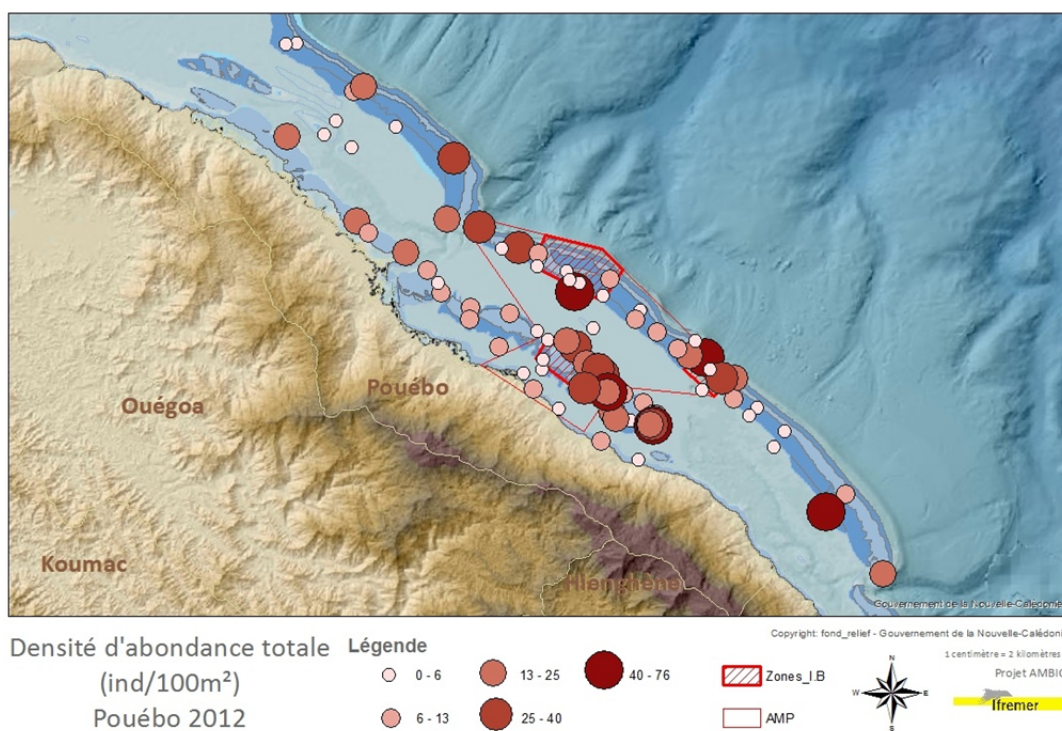 Pouébo
Ouégoa
Koumac
Hienghène
Gouvernement de la Nouvelle-Calédonie
Densité d'abondance totale
(ind/100m²)
Pouébo 2012
Légende
0 - 6
6 - 13
13 - 25
25 - 40
40 - 76
Zones_I.B
AMP
Copyright: fond_relief - Gouvernement de la Nouvelle-Calédoni
1 centimètre = 2 kilomètres
Projet AMBIO
N
W
E
S
Ifremer